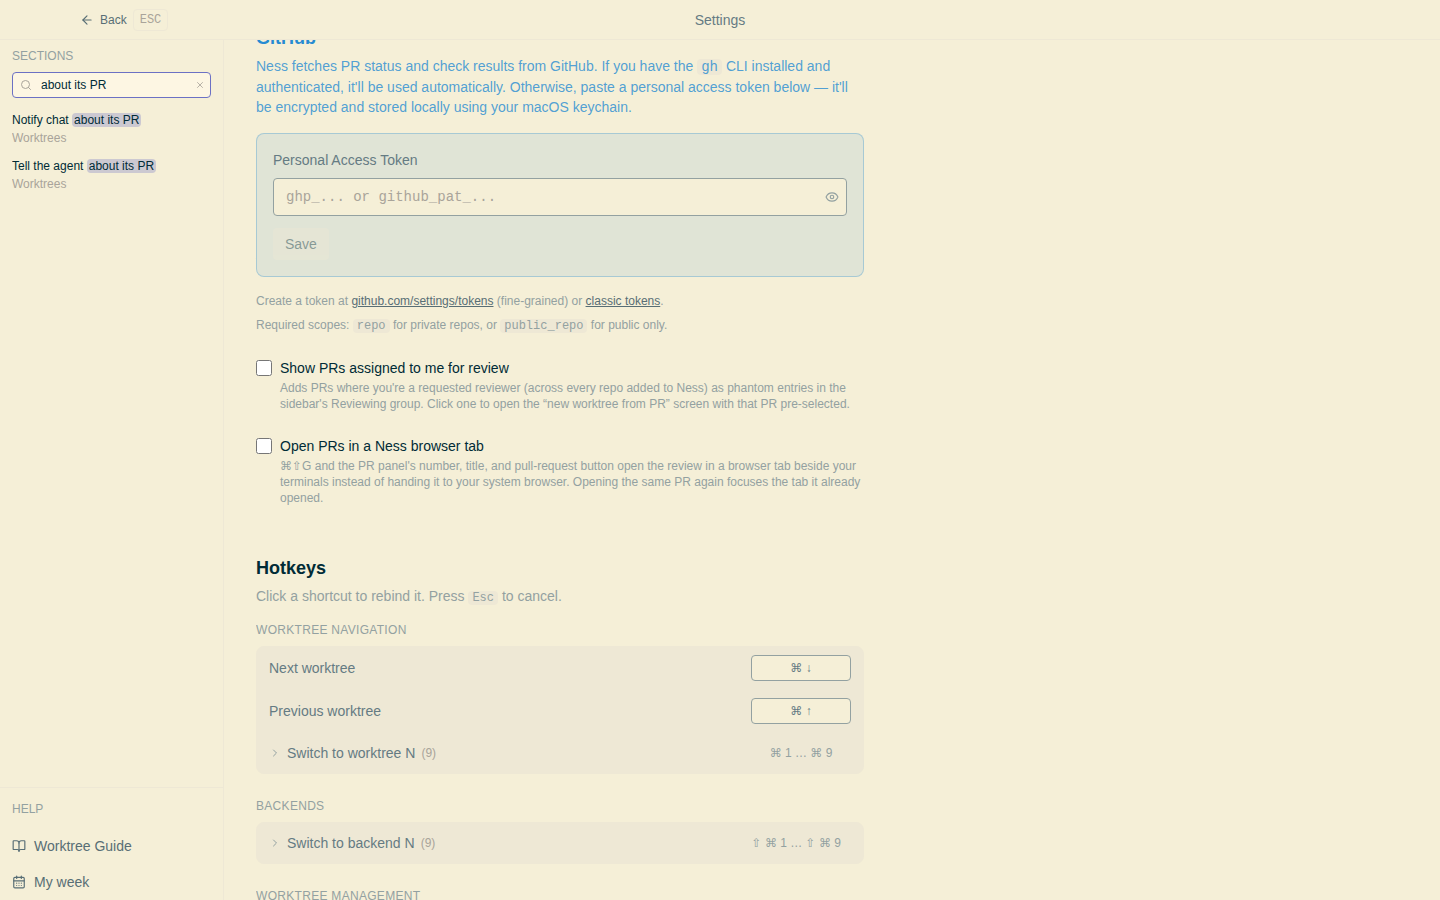 Back ESC
Settings
SECTIONS
about its PR
Notify chat about its PR
Worktrees
Tell the agent about its PR
Worktrees
HELP
Worktree Guide
My week
GitHub
Ness fetches PR status and check results from GitHub. If you have the gh CLI installed and
authenticated, it'll be used automatically. Otherwise, paste a personal access token below — it'll
be encrypted and stored locally using your macOS keychain.
Personal Access Token
ghp_... or github_pat_...
Save
Create a token at github.com/settings/tokens (fine-grained) or classic tokens.
Required scopes: repo for private repos, or public_repo for public only.
Show PRs assigned to me for review
Adds PRs where you're a requested reviewer (across every repo added to Ness) as phantom entries in the
sidebar's Reviewing group. Click one to open the “new worktree from PR” screen with that PR pre-selected.
Open PRs in a Ness browser tab
⌘⇧G and the PR panel's number, title, and pull-request button open the review in a browser tab beside your
terminals instead of handing it to your system browser. Opening the same PR again focuses the tab it already
opened.
Hotkeys
Click a shortcut to rebind it. Press Esc to cancel.
WORKTREE NAVIGATION
Next worktree ⌘ ↓
Previous worktree ⌘ ↑
Switch to worktree N (9) ⌘ 1 … ⌘ 9
BACKENDS
Switch to backend N (9) ⇧ ⌘ 1 … ⇧ ⌘ 9
WORKTREE MANAGEMENT